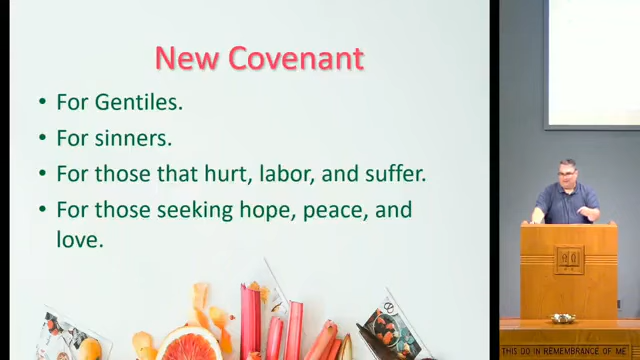 New Covenant
• For Gentiles.
• For sinners.
• For those that hurt, labor, and suffer.
• For those seeking hope, peace, and
love.
THIS DO IN REMEMBRANCE OF ME